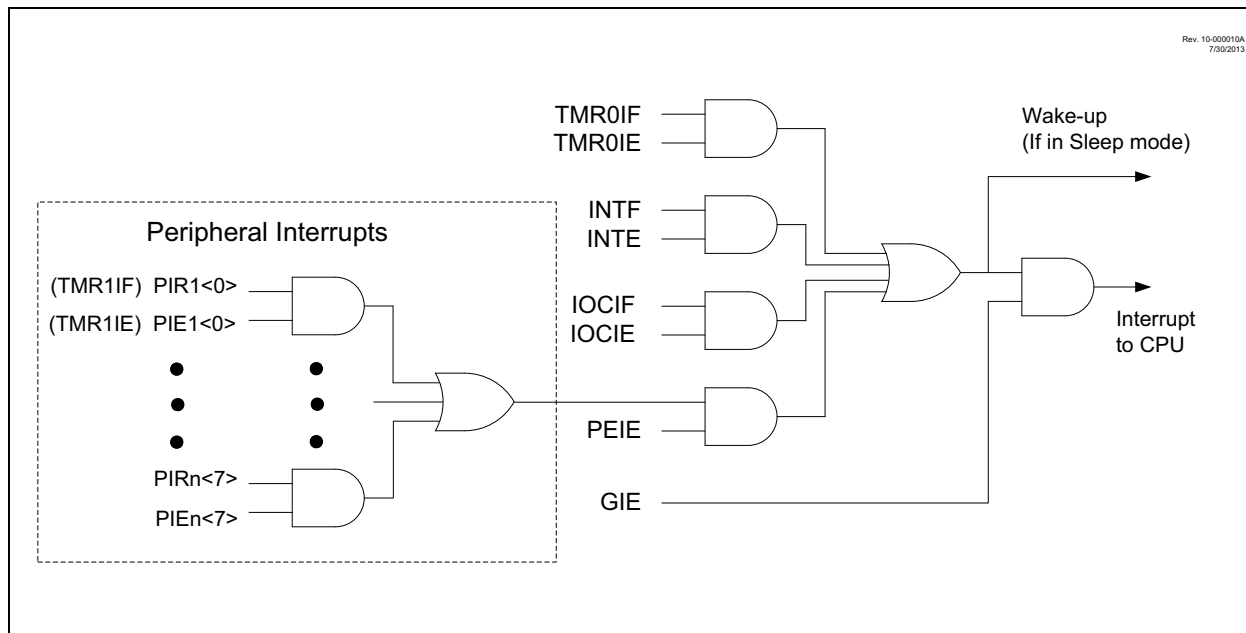 Rev. 10-000010A
7/30/2013
TMR0IF
TMR0IE
Wake-up
(If in Sleep mode)
INTF
INTE
Peripheral Interrupts
(TMR1IF) PIR1<0>
(TMR1IE) PIE1<0>
IOCIF
IOCIE
Interrupt
to CPU
PEIE
PIRn<7>
PIEn<7>
GIE